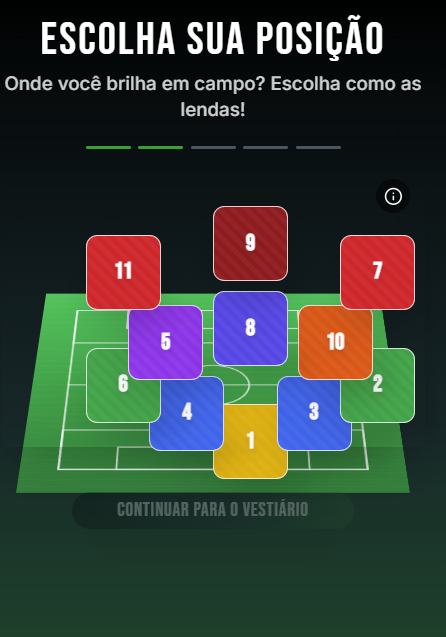 ESCOLHA SUA POSIÇÃO
Onde você brilha em campo? Escolha como as
lendas!
9
11
7
8
5
10
6
2
4
3
1
CONTINUAR PARA O VESTIÁRIO